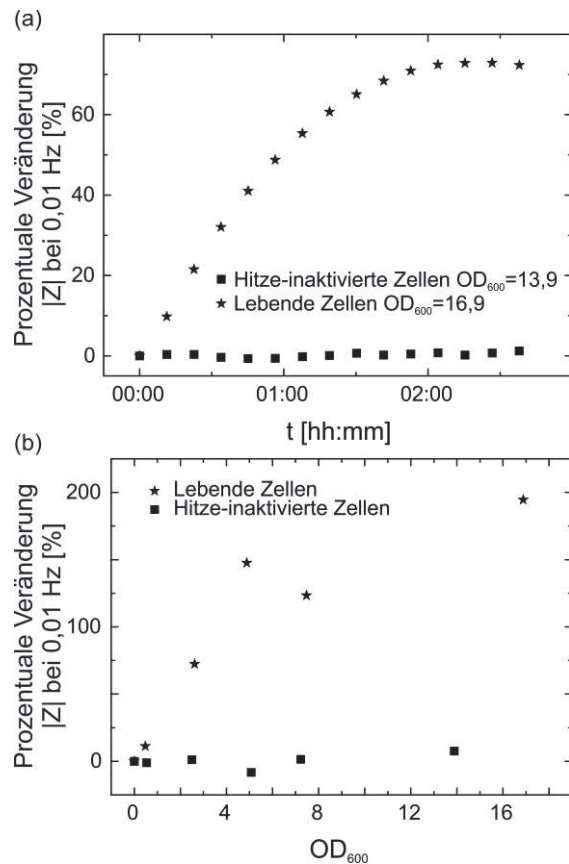 (a)
Prozentuale Veränderung
|Z| bei 0,01 Hz [%]
60
40
20
0
Hitze-inaktivierte Zellen OD₆₀₀=13,9
Lebende Zellen OD₆₀₀=16,9
00:00 01:00 02:00
t [hh:mm]
(b)
Prozentuale Veränderung
|Z| bei 0,01 Hz [%]
200
100
0
Lebende Zellen
Hitze-inaktivierte Zellen
0 4 8 12 16
OD₆₀₀